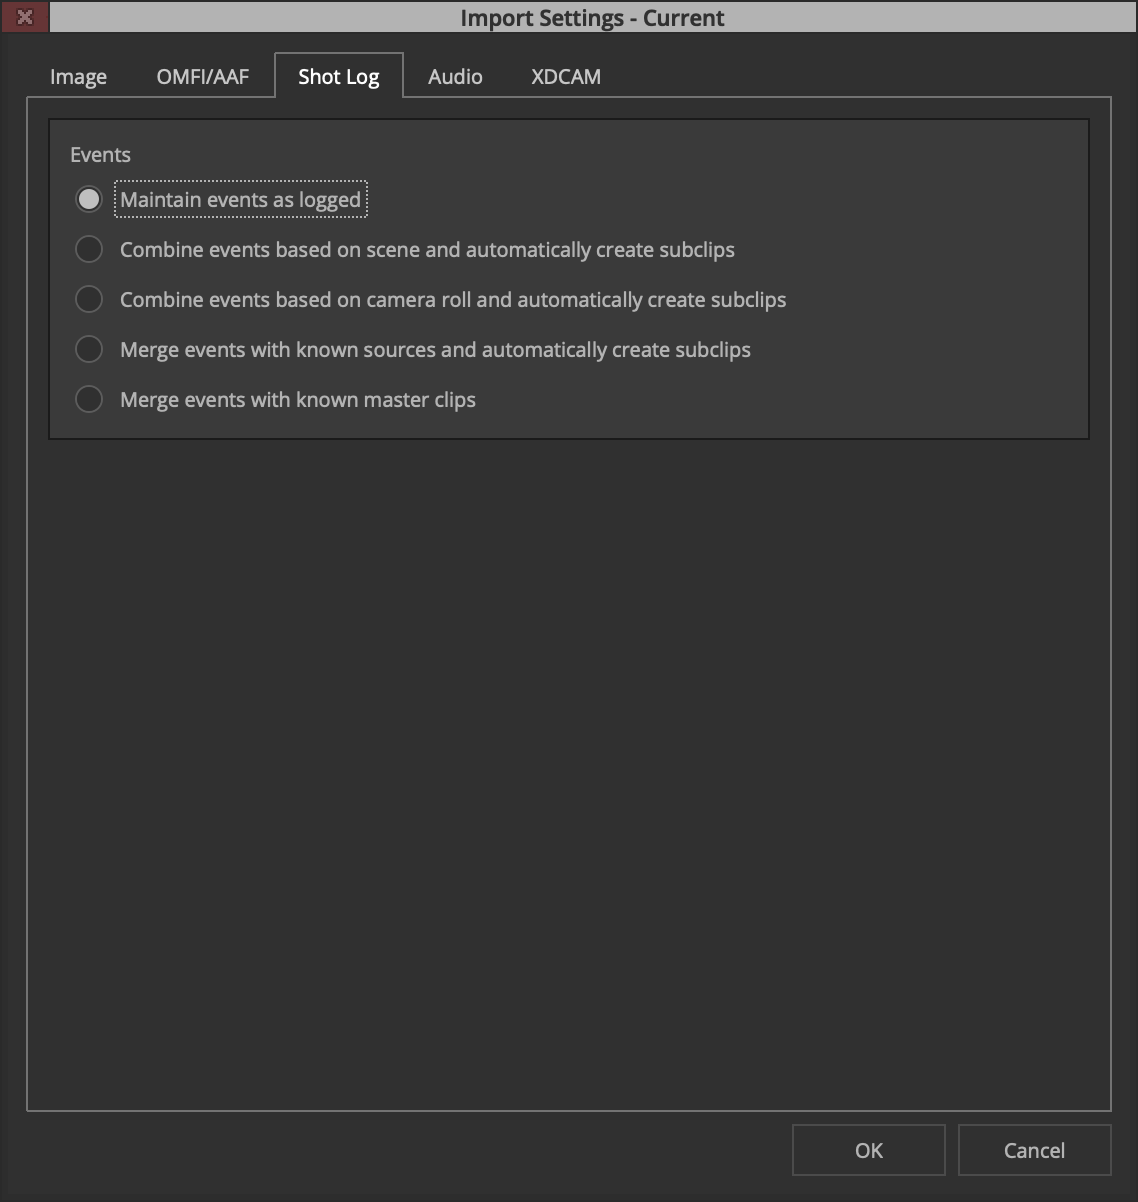 Import Settings - Current
Image OMFI/AAF Shot Log Audio XDCAM
Events
Maintain events as logged
Combine events based on scene and automatically create subclips
Combine events based on camera roll and automatically create subclips
Merge events with known sources and automatically create subclips
Merge events with known master clips
OK Cancel